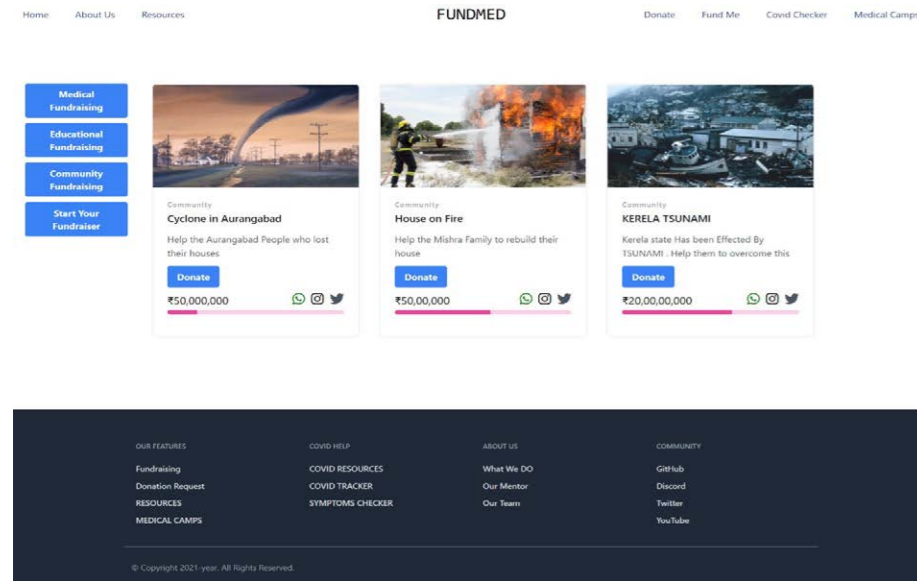 Home About Us Resources FUNDMED Donate Fund Me Covid Checker Medical Camps
Medical
Fundraising
Educational
Fundraising
Community
Fundraising
Start Your
Fundraiser
Community
Cyclone in Aurangabad
Help the Aurangabad People who lost
their houses
Donate
₹50,000,000
Community
House on Fire
Help the Mishra Family to rebuild their
house
Donate
₹50,00,000
Community
KERELA TSUNAMI
Kerela state Has been Effected By
TSUNAMI . Help them to overcome this
Donate
₹20,00,00,000
OUR FEATURES
Fundraising
Donation Request
RESOURCES
MEDICAL CAMPS
COVID HELP
COVID RESOURCES
COVID TRACKER
SYMPTOMS CHECKER
ABOUT US
What We DO
Our Mentor
Our Team
COMMUNITY
GitHub
Discord
Twitter
YouTube
© Copyright 2021-year. All Rights Reserved.